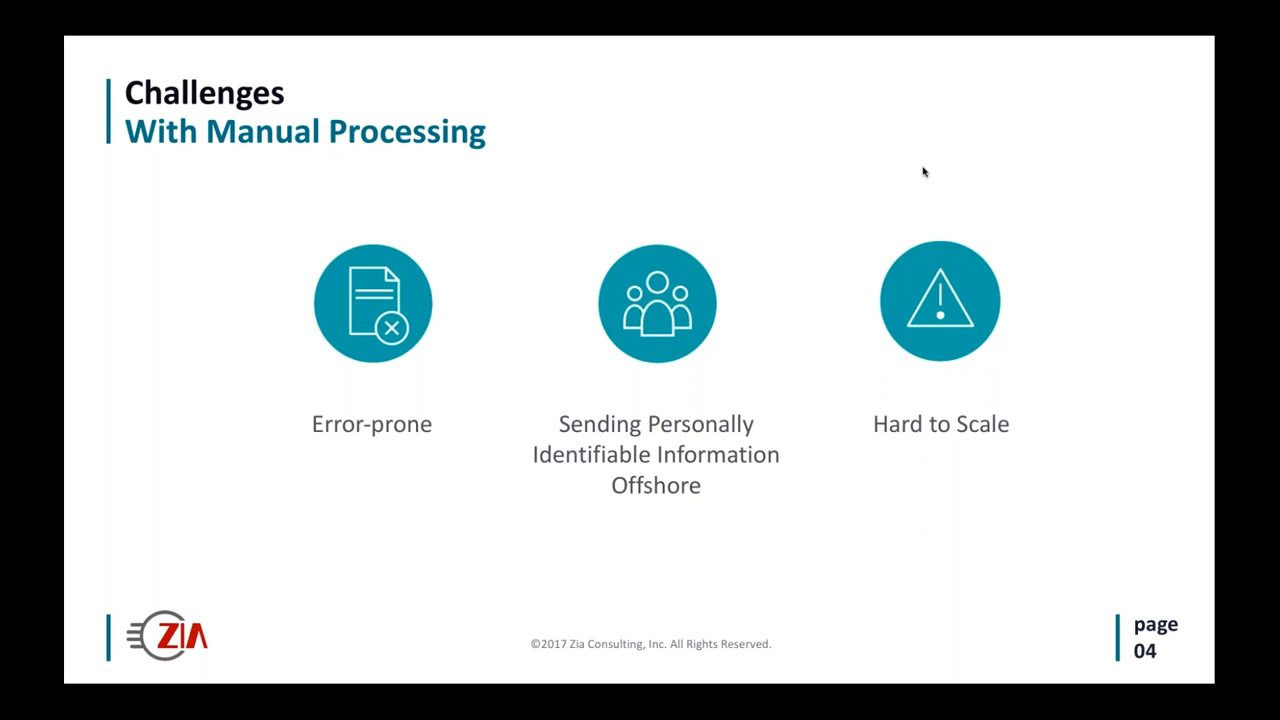 Challenges
With Manual Processing
Error-prone
Sending Personally
Identifiable Information
Offshore
Hard to Scale
ZIA
©2017 Zia Consulting, Inc. All Rights Reserved.
page
04